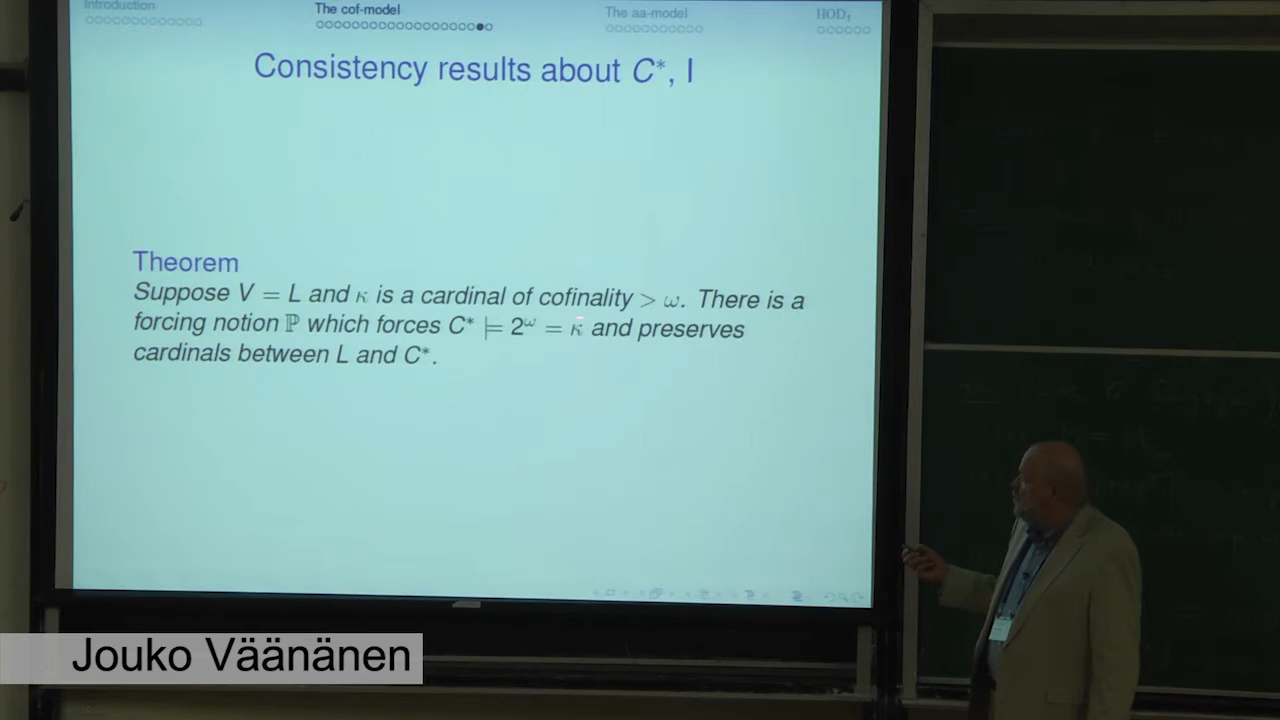 Introduction
The cof-model
The aa-model
HOD₁
Consistency results about C*, I
Theorem
Suppose V = L and κ is a cardinal of cofinality > ω. There is a
forcing notion ℙ which forces C* ⊨ 2^ω = κ and preserves
cardinals between L and C*.
Jouko Väänänen